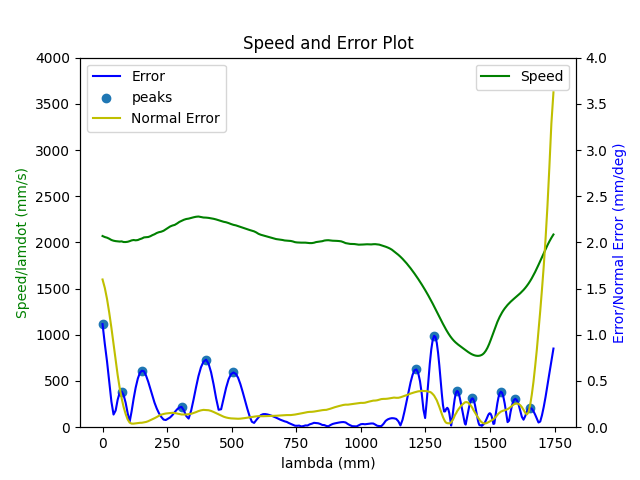 Speed and Error Plot
Error
peaks
Normal Error
Speed
4000
3500
3000
2500
2000
1500
1000
500
0
Speed/lamdot (mm/s)
4.0
3.5
3.0
2.5
2.0
1.5
1.0
0.5
0.0
Error/Normal Error (mm/deg)
0 250 500 750 1000 1250 1500 1750
lambda (mm)